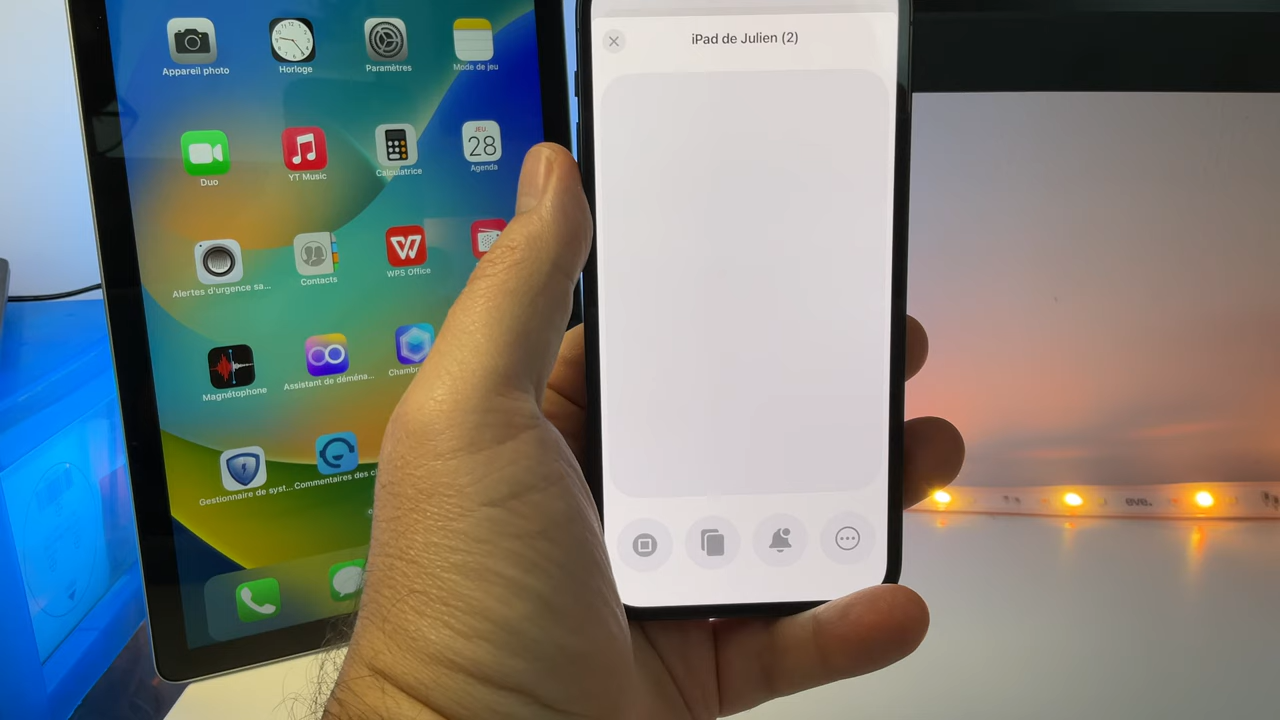 iPad de Julien (2)
Appareil photo
Horloge
Paramètres
Mode de jeu
JEU.
28
Duo
YT Music
Calculatrice
Agenda
Alertes d'urgence sa...
Contacts
WPS Office
Magnétophone
Assistant de déména...
Chambr
Gestionnaire de syst...
Commentaires des c
eve.